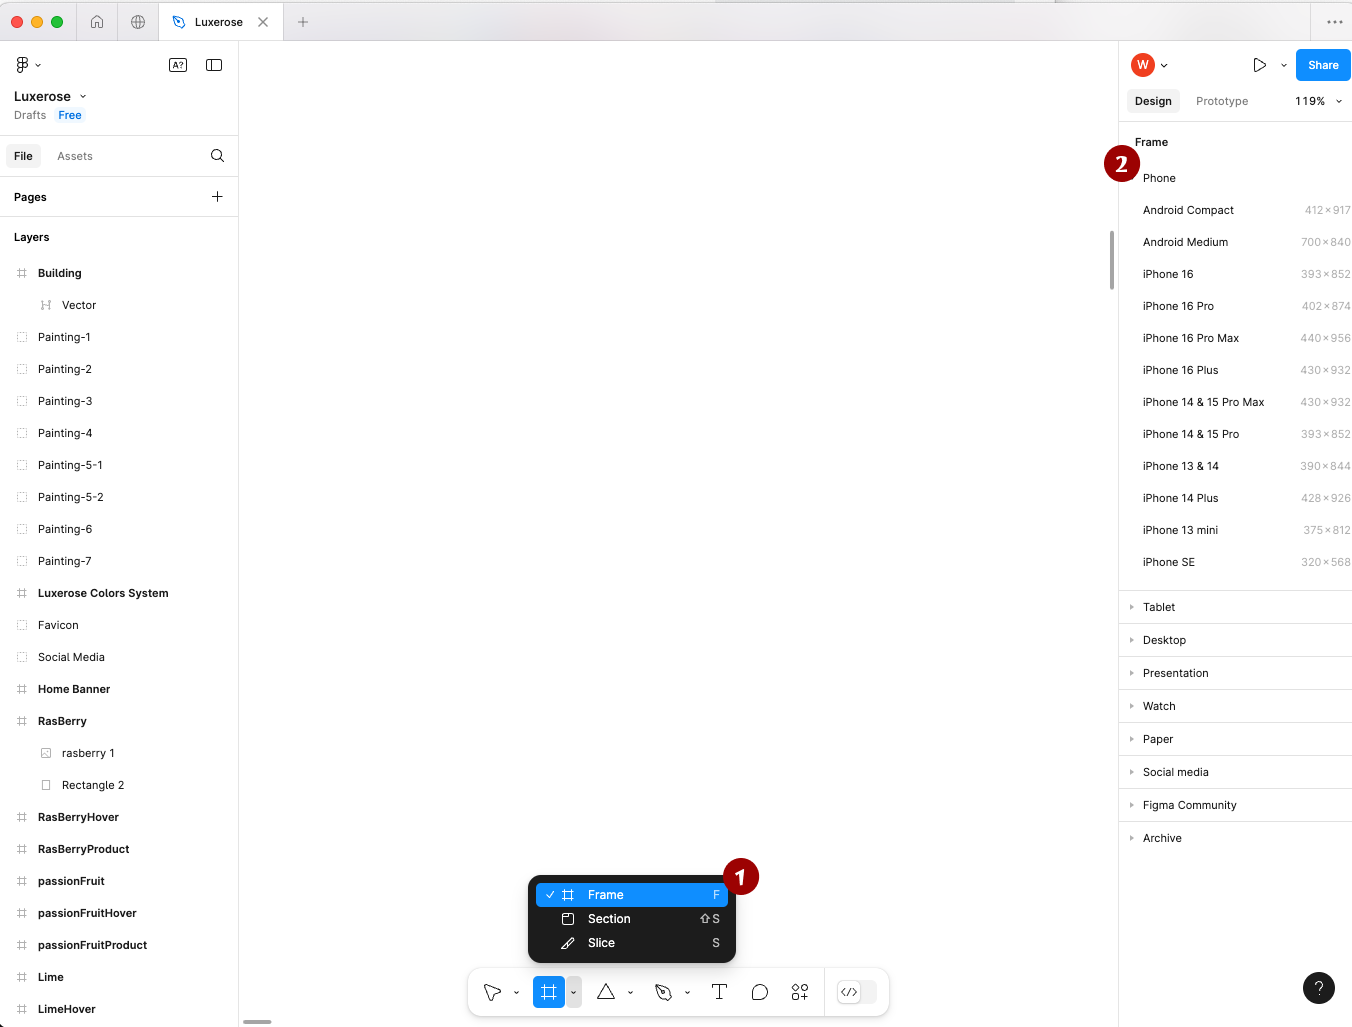 Luxerose
A?
W
Share
Luxerose
Drafts Free
Design Prototype 119%
File Assets
Frame
2
Pages
Phone
Layers
Android Compact 412×917
Android Medium 700×840
Building
iPhone 16 393×852
Vector
iPhone 16 Pro 402×874
Painting-1
iPhone 16 Pro Max 440×956
Painting-2
iPhone 16 Plus 430×932
Painting-3
iPhone 14 & 15 Pro Max 430×932
Painting-4
iPhone 14 & 15 Pro 393×852
Painting-5-1
iPhone 13 & 14 390×844
Painting-5-2
iPhone 14 Plus 428×926
Painting-6
iPhone 13 mini 375×812
Painting-7
iPhone SE 320×568
Luxerose Colors System
Tablet
Favicon
Desktop
Social Media
Presentation
Home Banner
Watch
RasBerry
Paper
rasberry 1
Social media
Rectangle 2
Figma Community
RasBerryHover
Archive
RasBerryProduct
1
passionFruit
Frame F
passionFruitHover
Section ⇧S
passionFruitProduct
Slice S
Lime
T
</>
?
LimeHover